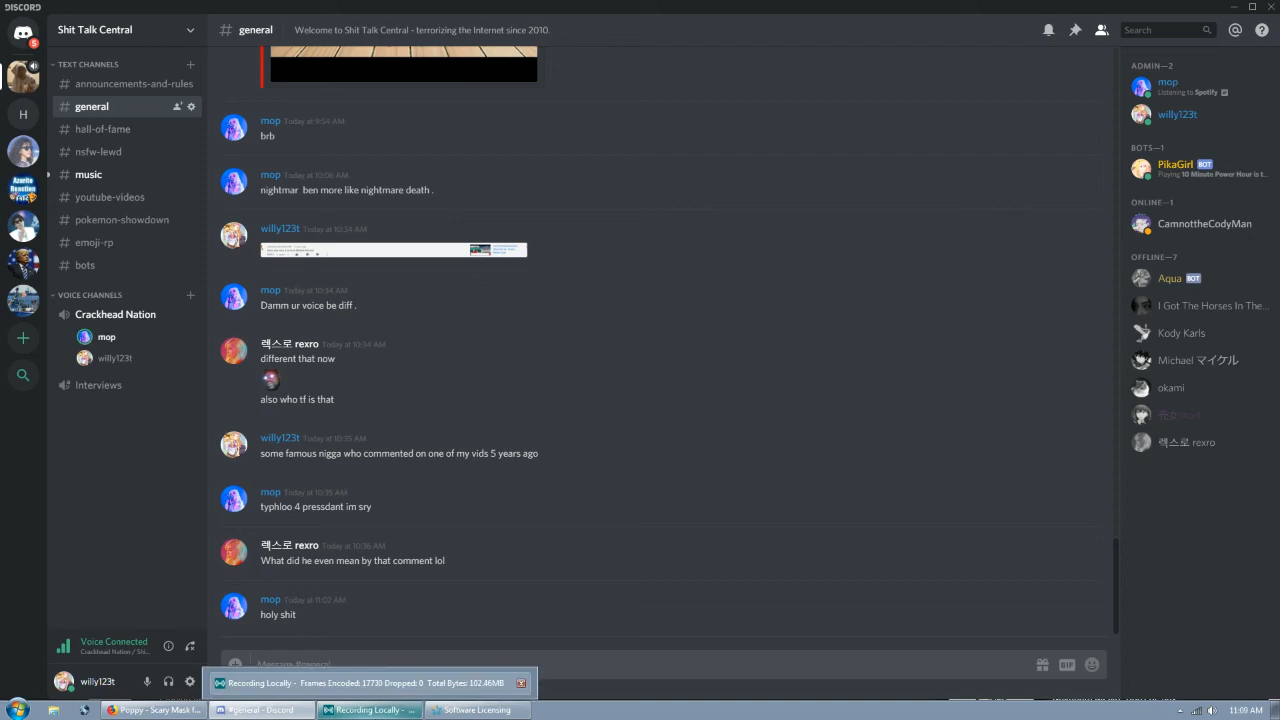 DISCORD
5
Shit Talk Central
# general
Welcome to Shit Talk Central - terrorizing the Internet since 2010.
Search
H
Azurite
Reaction
TEXT CHANNELS
# announcements-and-rules
# general
# hall-of-fame
# nsfw-lewd
# music
# youtube-videos
# pokemon-showdown
# emoji-rp
# bots
VOICE CHANNELS
Crackhead Nation
mop
willy123t
Interviews
Voice Connected
Crackhead Nation / Shi...
willy123t
mop Today at 9:54 AM
brb
mop Today at 10:06 AM
nightmar ben more like nightmare death .
willy123t Today at 10:34 AM
mop Today at 10:34 AM
Damm ur voice be diff .
렉스로 rexro Today at 10:34 AM
different that now
also who tf is that
willy123t Today at 10:35 AM
some famous nigga who commented on one of my vids 5 years ago
mop Today at 10:35 AM
typhloo 4 pressdant im sry
렉스로 rexro Today at 10:36 AM
What did he even mean by that comment lol
mop Today at 11:02 AM
holy shit
Message #general
GIF
ADMIN—2
mop
Listening to Spotify
willy123t
BOTS—1
PikaGirl BOT
Playing 10 Minute Power Hour is t...
ONLINE—1
CamnottheCodyMan
OFFLINE—7
Aqua BOT
I Got The Horses In The...
Kody Karls
Michael マイケル
okami
렉스로 rexro
Recording Locally - Frames Encoded: 17730 Dropped: 0 Total Bytes: 102.46MB
Poppy - Scary Mask f...
#general - Discord
Recording Locally - ...
Software Licensing
11:09 AM